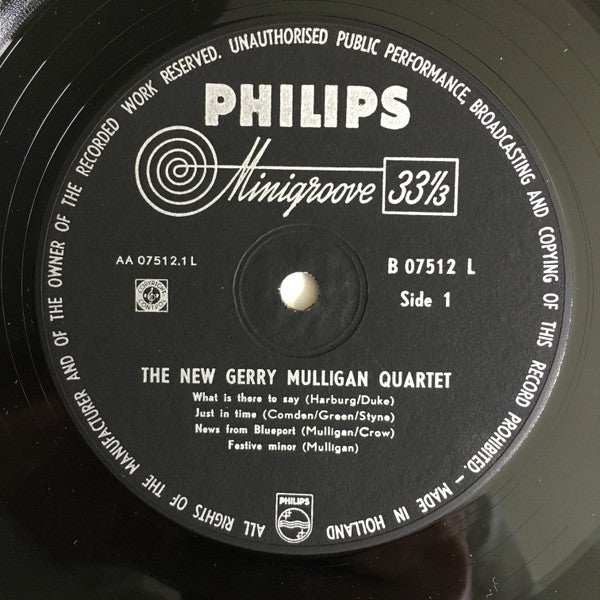 ALL RIGHTS OF THE MANUFACTURER AND OF THE OWNER OF THE RECORDED WORK RESERVED. UNAUTHORISED PUBLIC PERFORMANCE, BROADCASTING AND COPYING OF THIS RECORD PROHIBITED. – MADE IN HOLLAND
PHILIPS
Minigroove 33⅓
AA 07512.1 L
B 07512 L
Side 1
THE NEW GERRY MULLIGAN QUARTET
What is there to say (Harburg/Duke)
Just in time (Comden/Green/Styne)
News from Blueport (Mulligan/Crow)
Festive minor (Mulligan)
PHILIPS